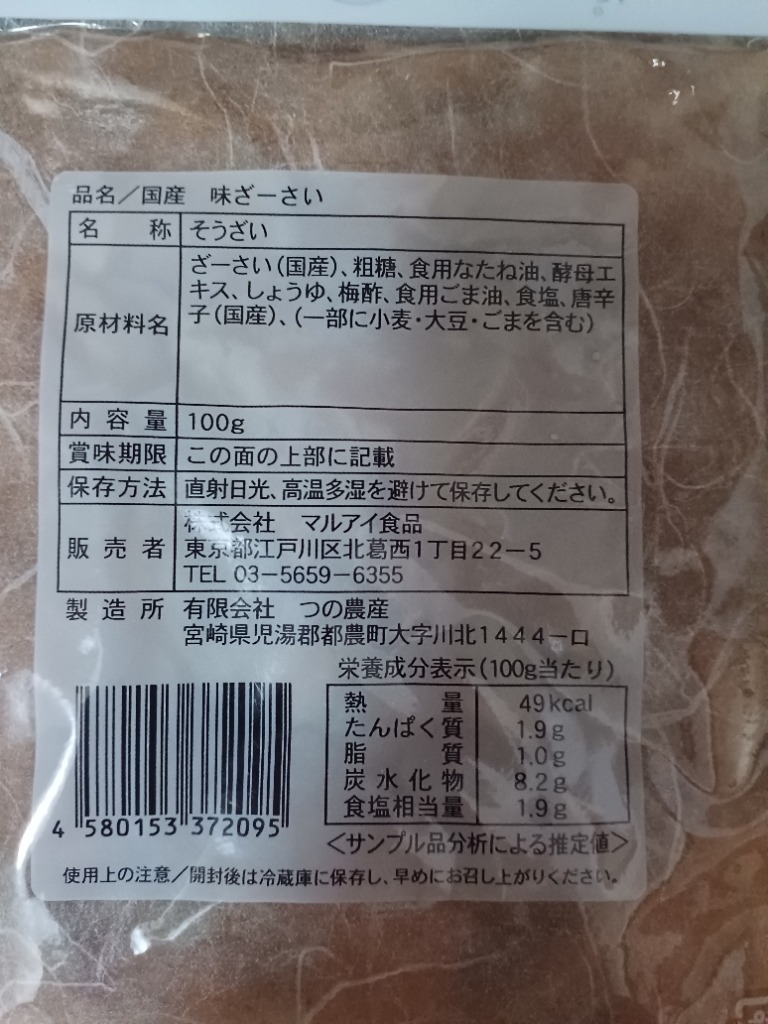 品名／国産　味ざーさい
名　称 そうざい
原材料名 ざーさい(国産)、粗糖、食用なたね油、酵母エ
キス、しょうゆ、梅酢、食用ごま油、食塩、唐辛
子(国産)、(一部に小麦・大豆・ごまを含む)
内容量 100g
賞味期限 この面の上部に記載
保存方法 直射日光、高温多湿を避けて保存してください。
販売者 株式会社　マルアイ食品
東京都江戸川区北葛西1丁目22−5
TEL 03−5659−6355
製造所 有限会社　つの農産
宮崎県児湯郡都農町大字川北1444−ロ
栄養成分表示(100g当たり)
熱量 49kcal
たんぱく質 1.9g
脂質 1.0g
炭水化物 8.2g
食塩相当量 1.9g
＜サンプル品分析による推定値＞
4 580153 372095
使用上の注意／開封後は冷蔵庫に保存し、早めにお召し上がりください。